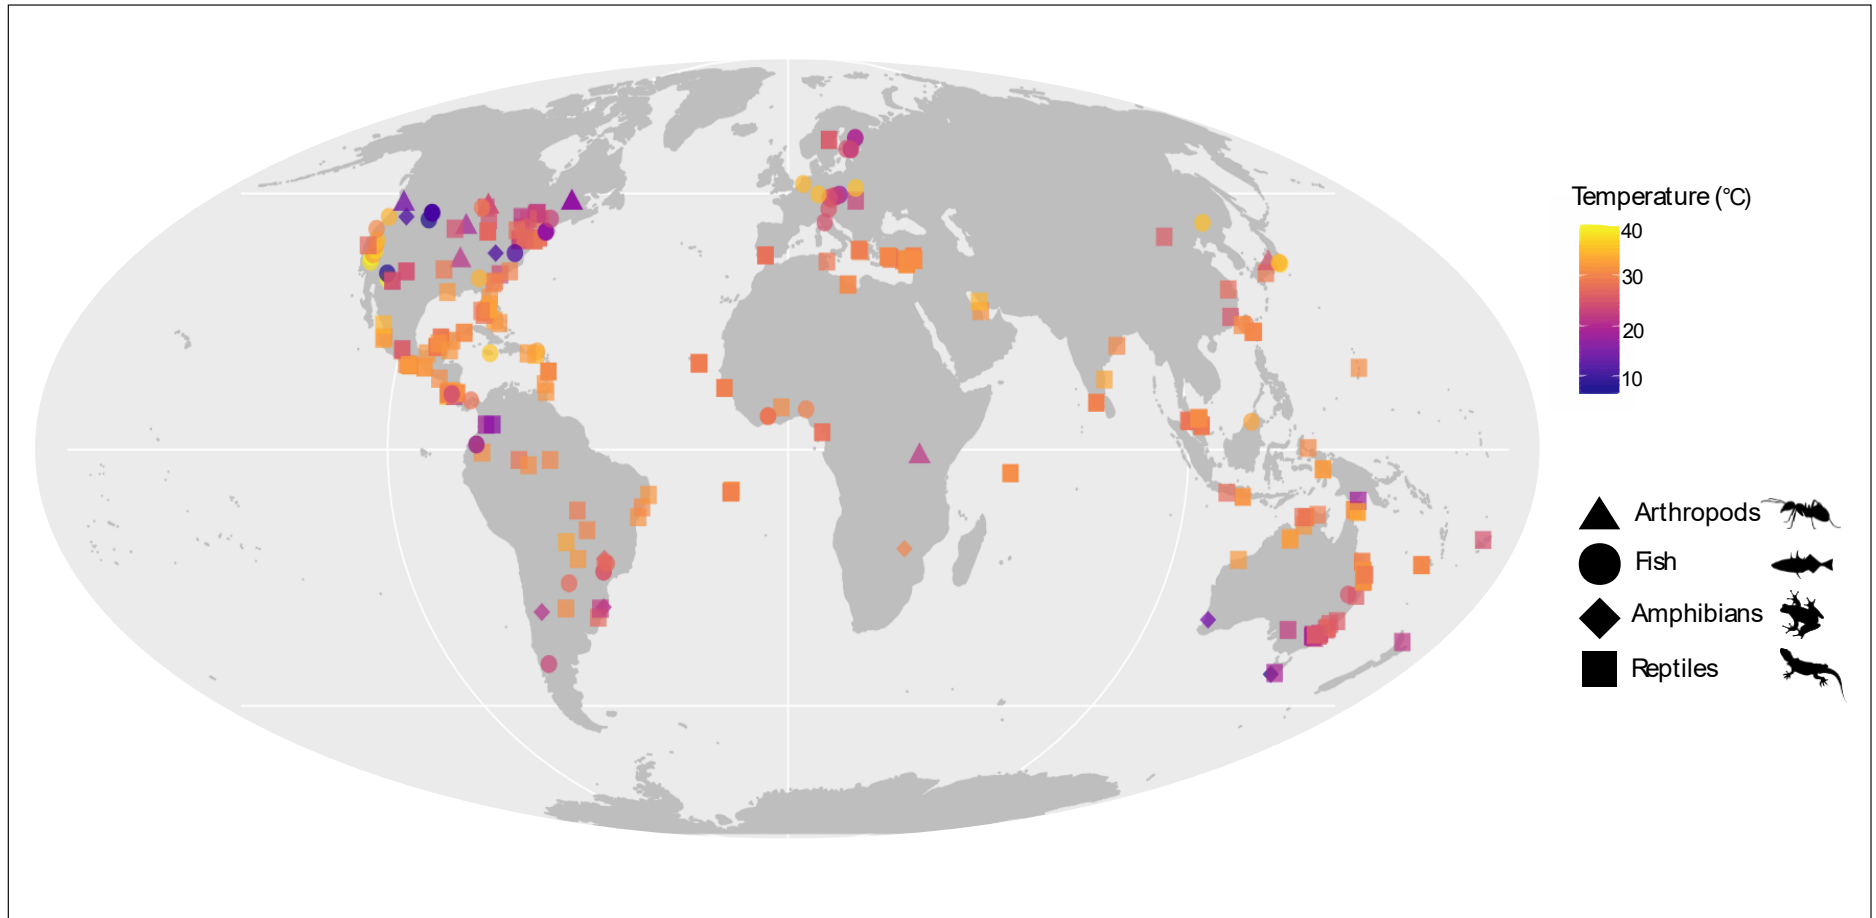 Temperature (°C)
40
30
20
10
Arthropods
Fish
Amphibians
Reptiles